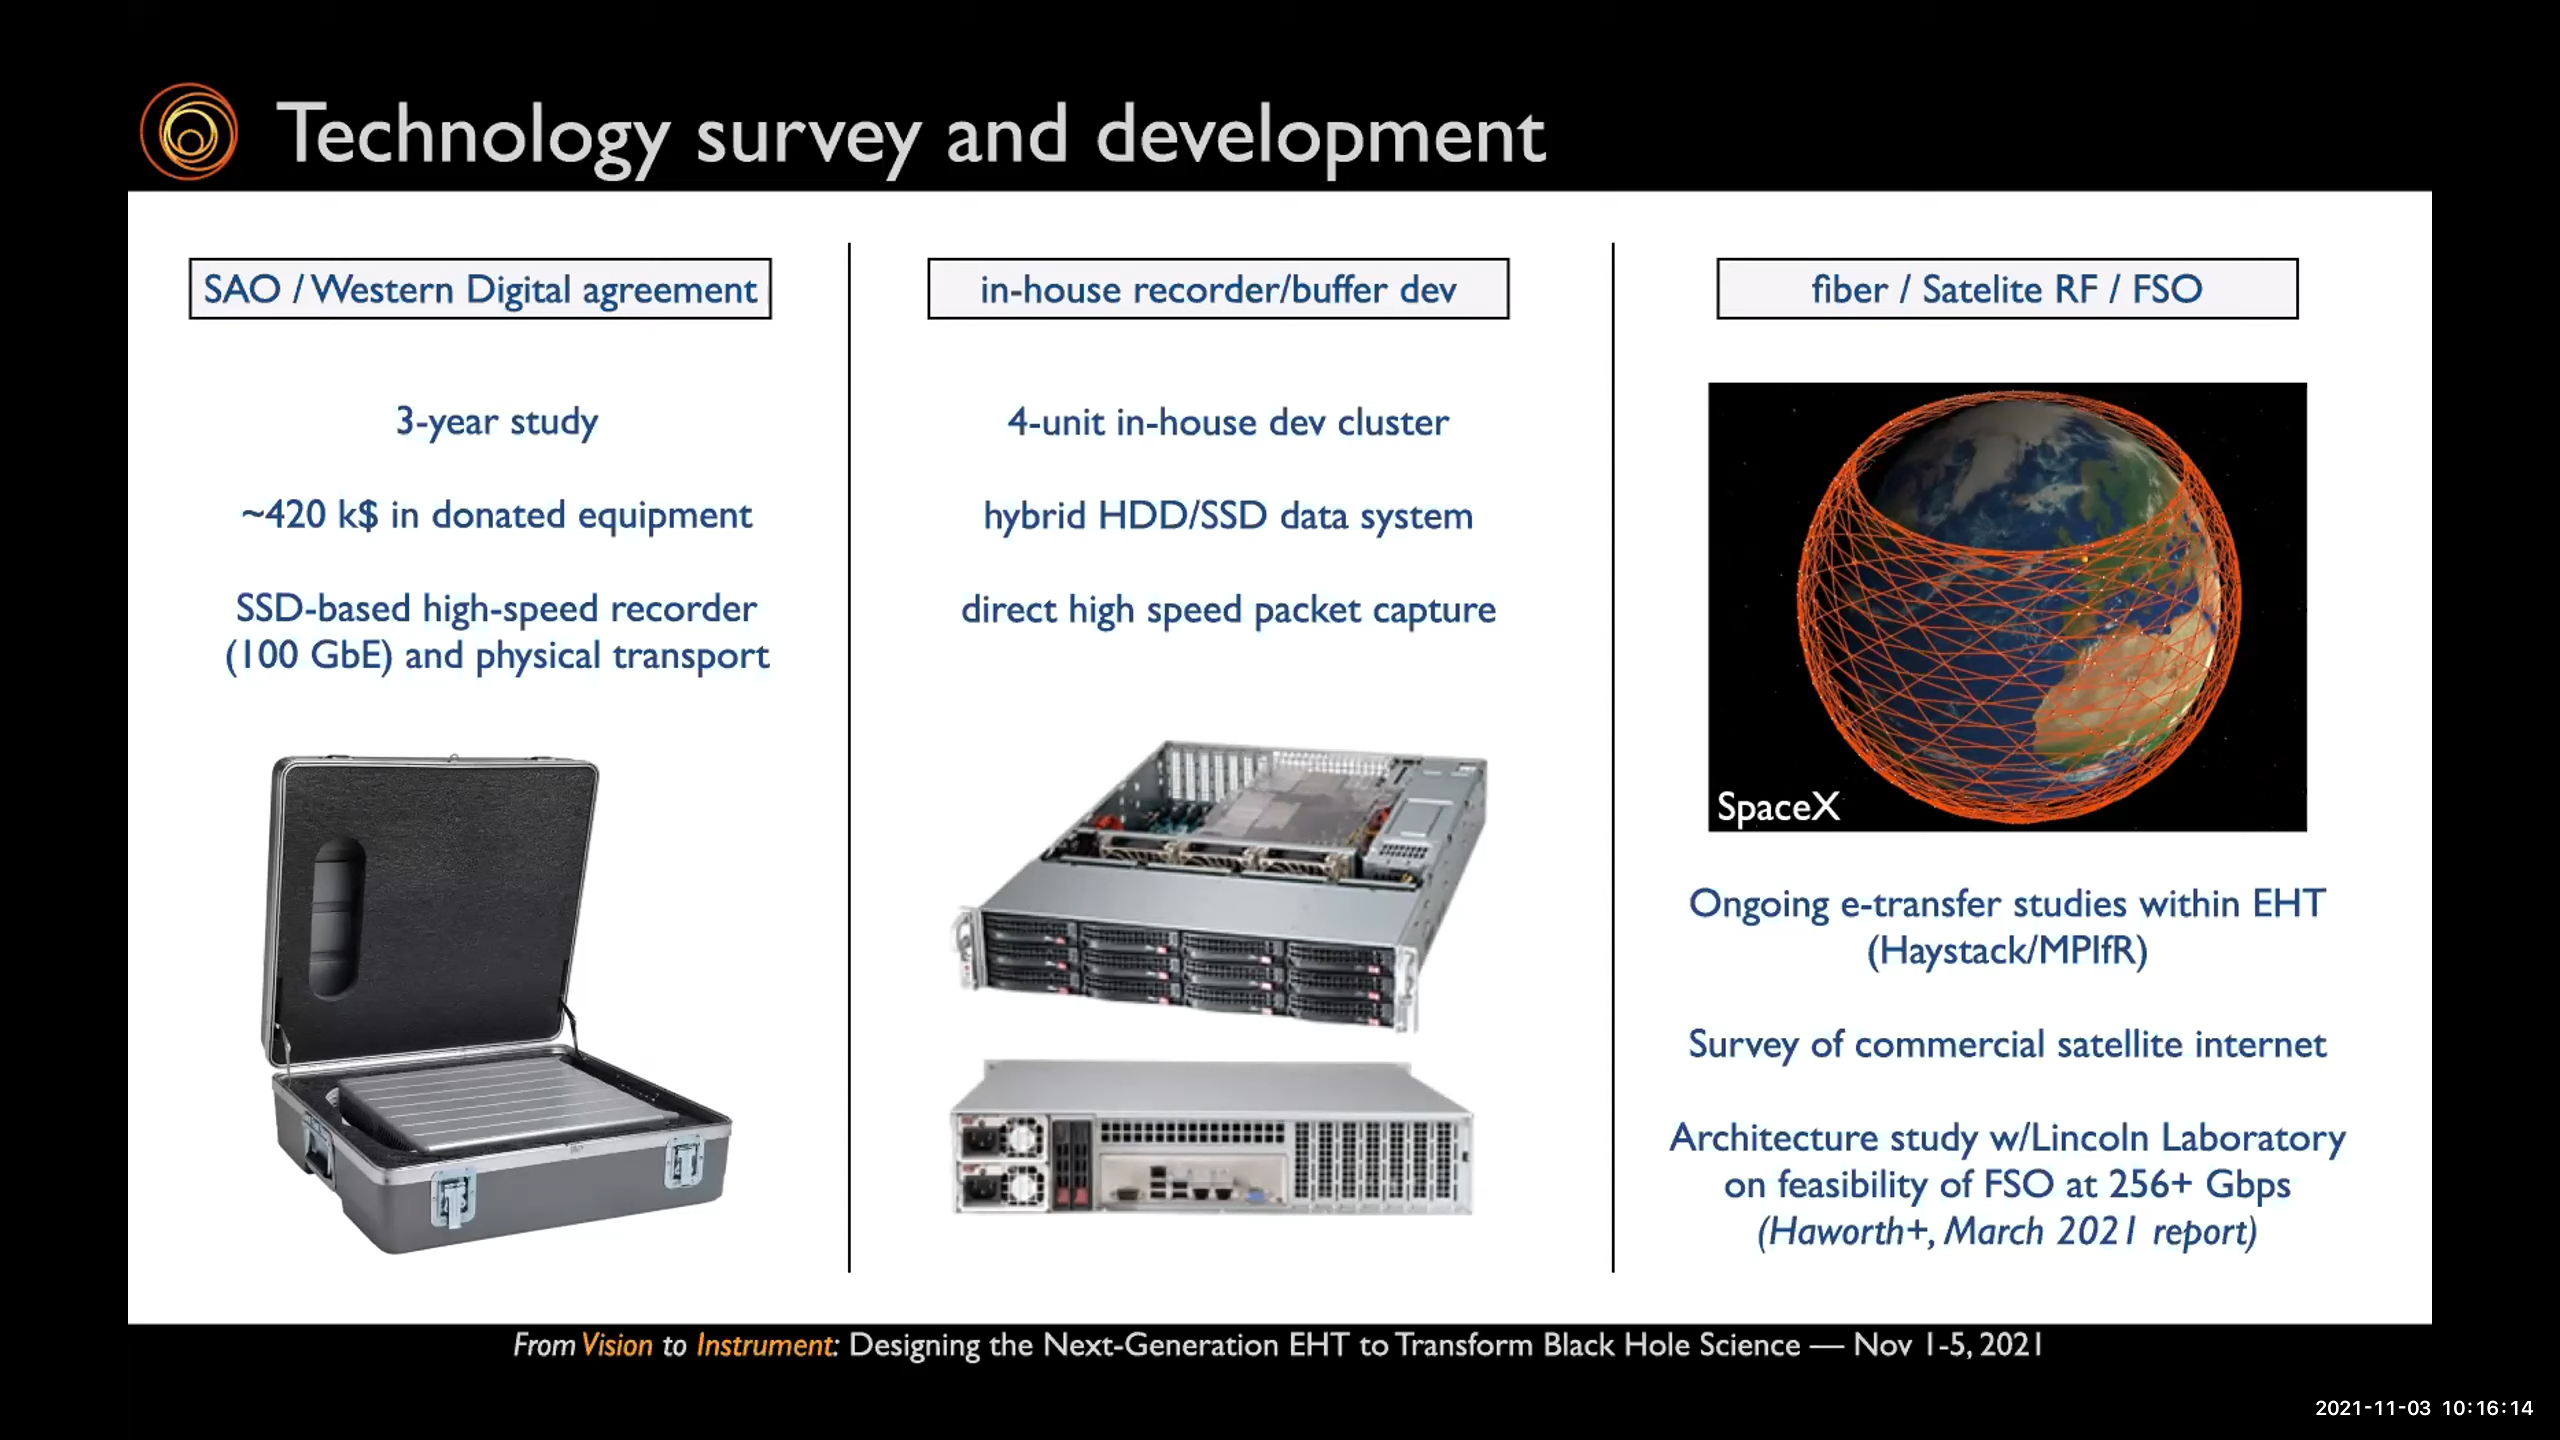 Technology survey and development
SAO / Western Digital agreement
3-year study
~420 k$ in donated equipment
SSD-based high-speed recorder
(100 GbE) and physical transport
in-house recorder/buffer dev
4-unit in-house dev cluster
hybrid HDD/SSD data system
direct high speed packet capture
fiber / Satelite RF / FSO
SpaceX
Ongoing e-transfer studies within EHT
(Haystack/MPIfR)
Survey of commercial satellite internet
Architecture study w/Lincoln Laboratory
on feasibility of FSO at 256+ Gbps
(Haworth+, March 2021 report)
From Vision to Instrument: Designing the Next-Generation EHT to Transform Black Hole Science — Nov 1-5, 2021
2021-11-03 10:16:14